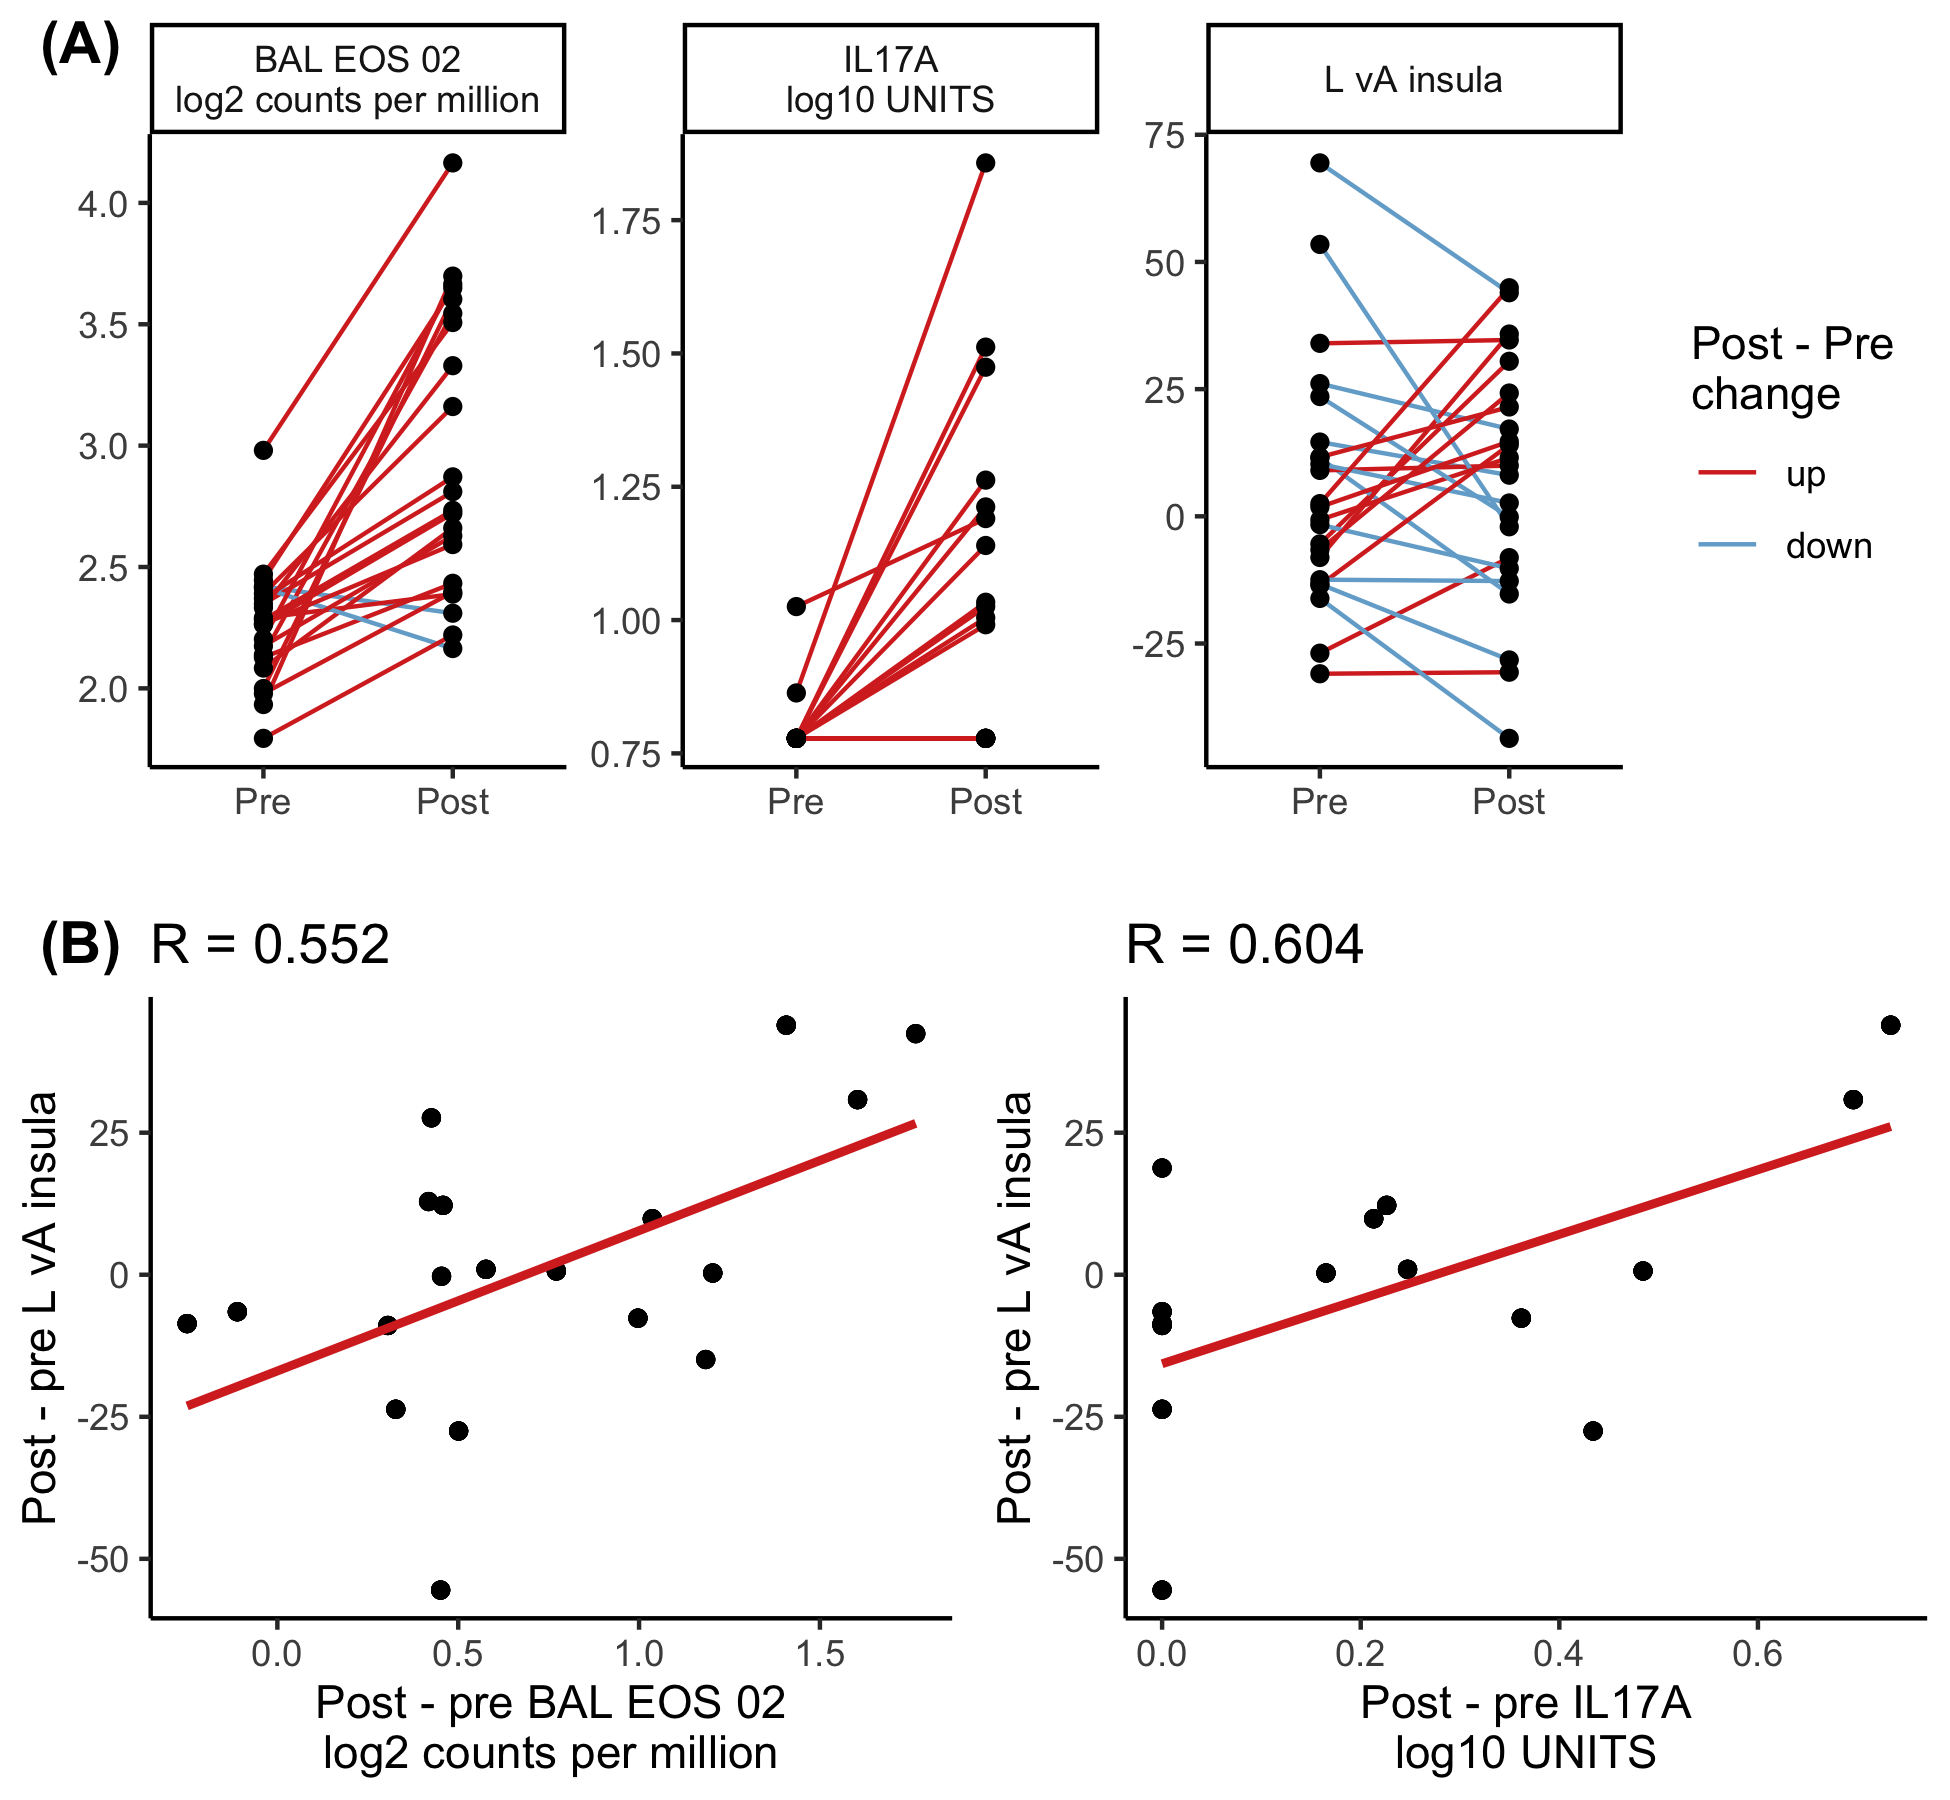 (A)
BAL EOS 02
log2 counts per million
IL17A
log10 UNITS
L vA insula
4.0
3.5
3.0
2.5
2.0
1.75
1.50
1.25
1.00
0.75
75
50
25
0
-25
Pre
Post
Pre
Post
Pre
Post
Post - Pre
change
up
down
(B)
R = 0.552
Post - pre L vA insula
25
0
-25
-50
0.0
0.5
1.0
1.5
Post - pre BAL EOS 02
log2 counts per million
R = 0.604
Post - pre L vA insula
25
0
-25
-50
0.0
0.2
0.4
0.6
Post - pre IL17A
log10 UNITS